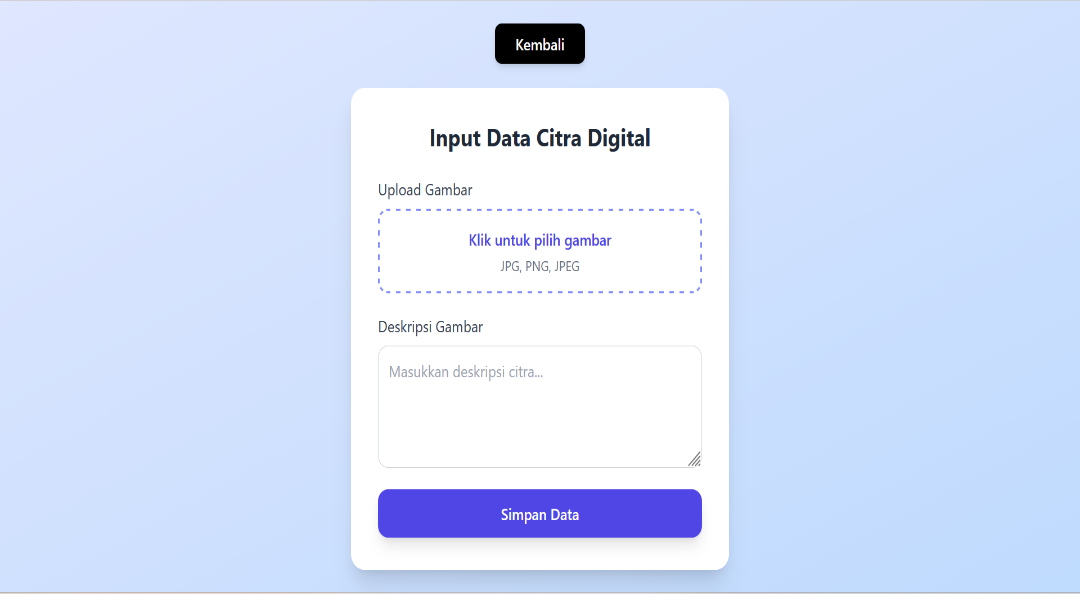 Kembali
Input Data Citra Digital
Upload Gambar
Klik untuk pilih gambar
JPG, PNG, JPEG
Deskripsi Gambar
Masukkan deskripsi citra...
Simpan Data